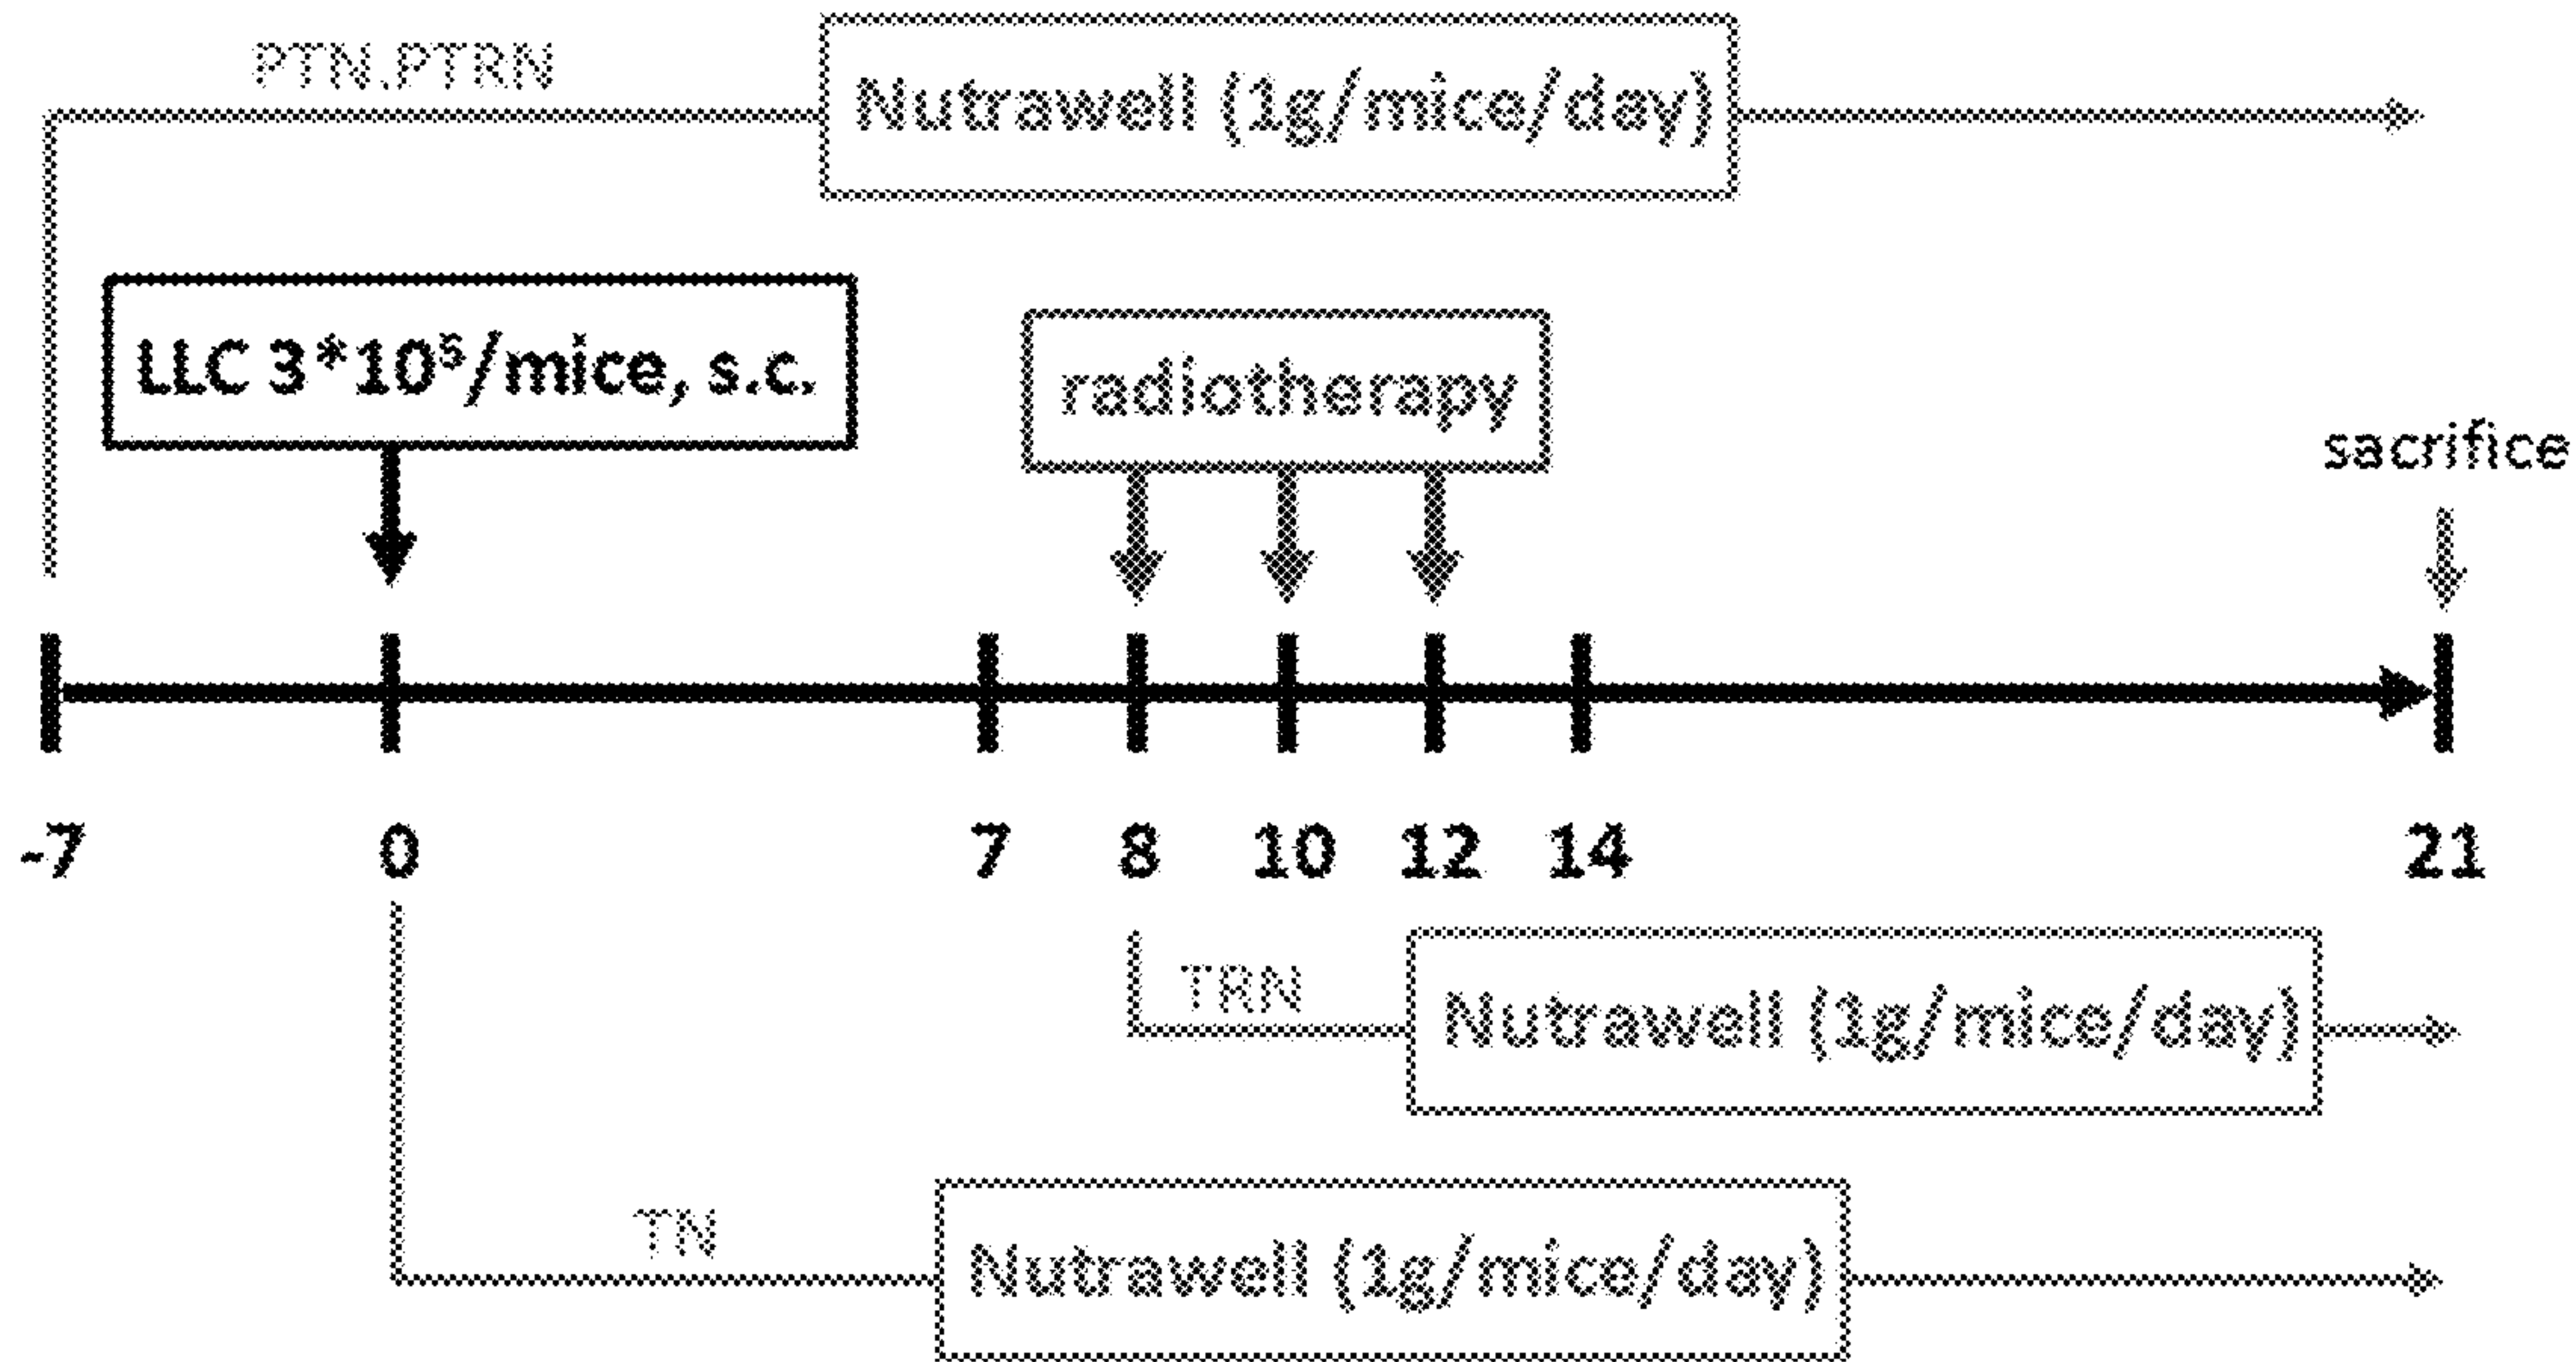 PTN.PTRN
Nutrawell (1g/mice/day)
LLC 3*10⁵/mice, s.c.
radiotherapy
sacrifice
-7 0 7 8 10 12 14 21
TRN
Nutrawell (1g/mice/day)
TN
Nutrawell (1g/mice/day)